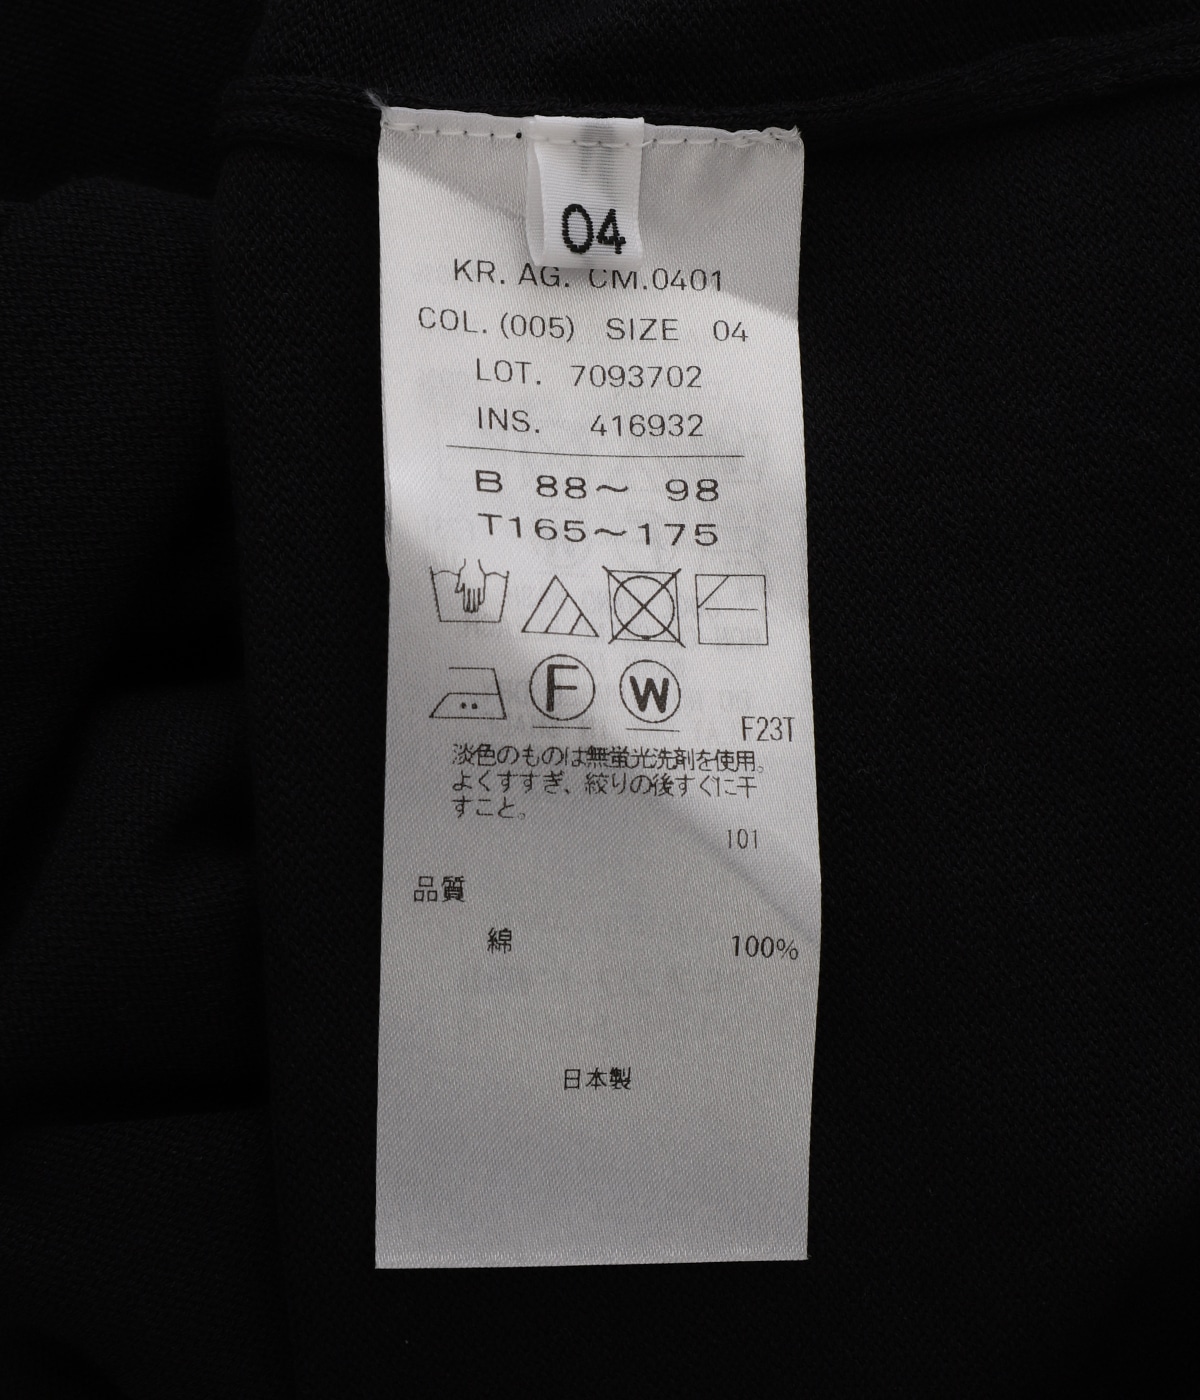 04
KR. AG. CM.0401
COL. (005) SIZE 04
LOT. 7093702
INS. 416932
B 88～ 98
T165～175
F W
F23T
淡色のものは無蛍光洗剤を使用。
よくすすぎ、絞りの後すぐに干
すこと。
101
品質
綿 100%
日本製